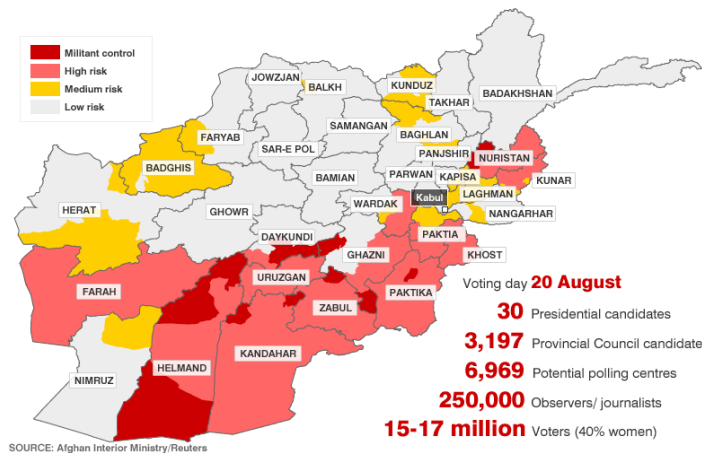 Militant control
High risk
Medium risk
Low risk
JOWZJAN
BALKH
KUNDUZ
TAKHAR
BADAKHSHAN
FARYAB
SAMANGAN
BAGHLAN
SAR-E POL
PANJSHIR
NURISTAN
BADGHIS
BAMIAN
PARWAN
KAPISA
KUNAR
Kabul
LAGHMAN
HERAT
GHOWR
WARDAK
NANGARHAR
DAYKUNDI
PAKTIA
GHAZNI
KHOST
URUZGAN
FARAH
ZABUL
PAKTIKA
KANDAHAR
HELMAND
NIMRUZ
Voting day 20 August
30 Presidential candidates
3,197 Provincial Council candidate
6,969 Potential polling centres
250,000 Observers/ journalists
15-17 million Voters (40% women)
SOURCE: Afghan Interior Ministry/Reuters